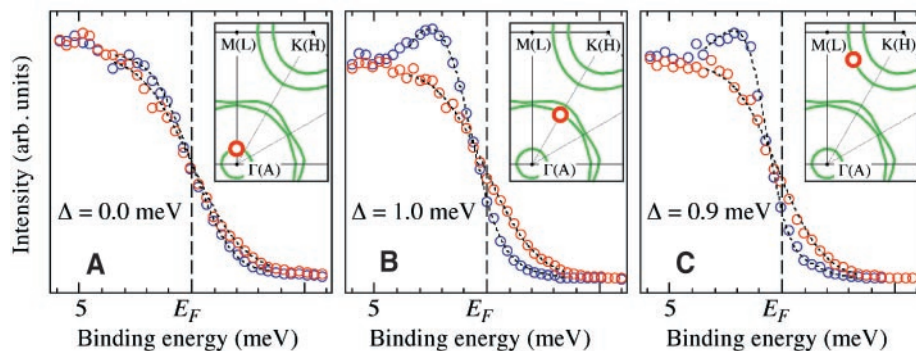 Intensity (arb. units)
M(L) K(H)
Γ(A)
Δ = 0.0 meV
A
5 E_F
Binding energy (meV)
M(L) K(H)
Γ(A)
Δ = 1.0 meV
B
5 E_F
Binding energy (meV)
M(L) K(H)
Γ(A)
Δ = 0.9 meV
C
5 E_F
Binding energy (meV)